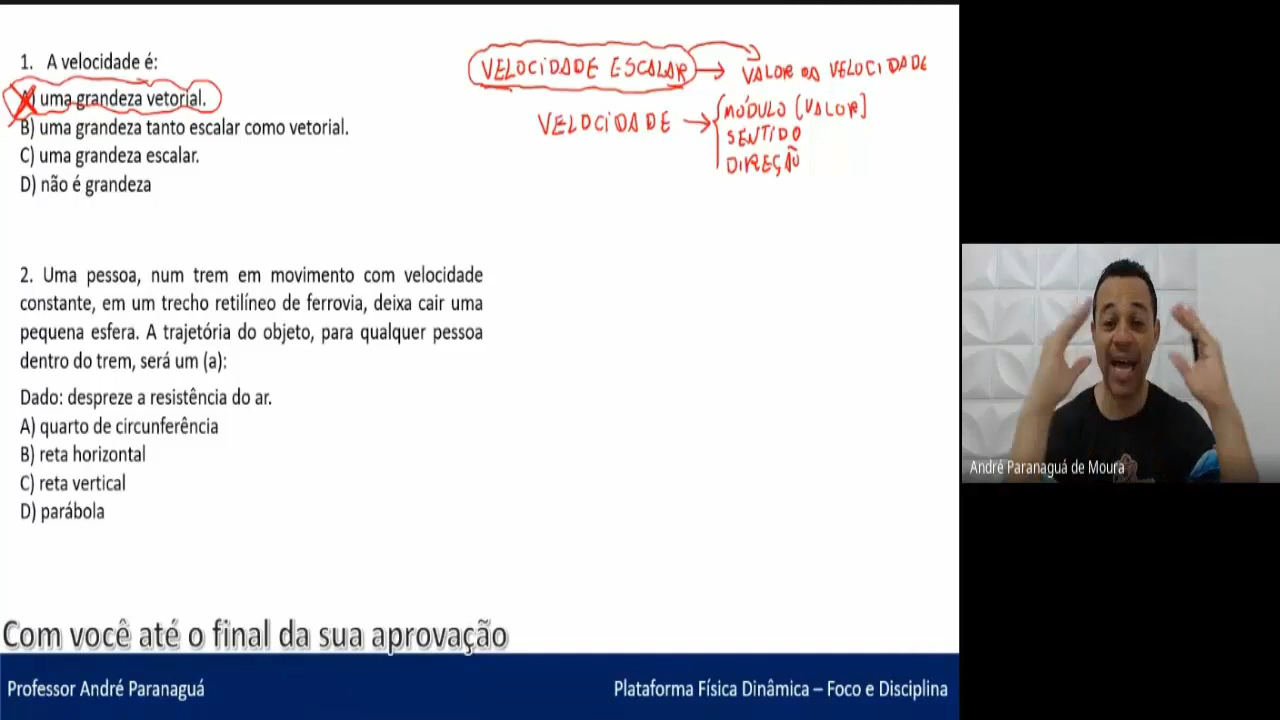 1. A velocidade é:
A) uma grandeza vetorial.
B) uma grandeza tanto escalar como vetorial.
C) uma grandeza escalar.
D) não é grandeza
VELOCIDADE ESCALAR → VALOR DA VELOCIDADE
VELOCIDADE → MÓDULO (VALOR)
SENTIDO
DIREÇÃO
2. Uma pessoa, num trem em movimento com velocidade
constante, em um trecho retilíneo de ferrovia, deixa cair uma
pequena esfera. A trajetória do objeto, para qualquer pessoa
dentro do trem, será um (a):
Dado: despreze a resistência do ar.
A) quarto de circunferência
B) reta horizontal
C) reta vertical
D) parábola
André Paranaguá de Moura
Com você até o final da sua aprovação
Professor André Paranaguá
Plataforma Física Dinâmica – Foco e Disciplina